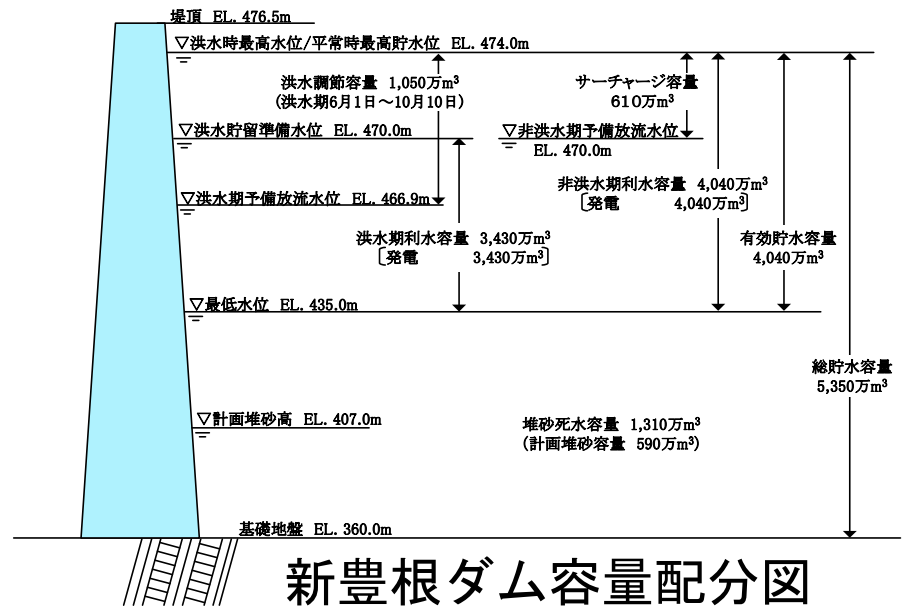 堤頂 EL. 476.5m
▽洪水時最高水位/平常時最高貯水位 EL. 474.0m
洪水調節容量 1,050万m³
(洪水期6月1日～10月10日)
サーチャージ容量
610万m³
▽洪水貯留準備水位 EL. 470.0m
▽非洪水期予備放流水位
EL. 470.0m
非洪水期利水容量 4,040万m³
〔発電 4,040万m³〕
▽洪水期予備放流水位 EL. 466.9m
洪水期利水容量 3,430万m³
〔発電 3,430万m³〕
有効貯水容量
4,040万m³
▽最低水位 EL. 435.0m
総貯水容量
5,350万m³
▽計画堆砂高 EL. 407.0m
堆砂死水容量 1,310万m³
(計画堆砂容量 590万m³)
基礎地盤 EL. 360.0m
新豊根ダム容量配分図